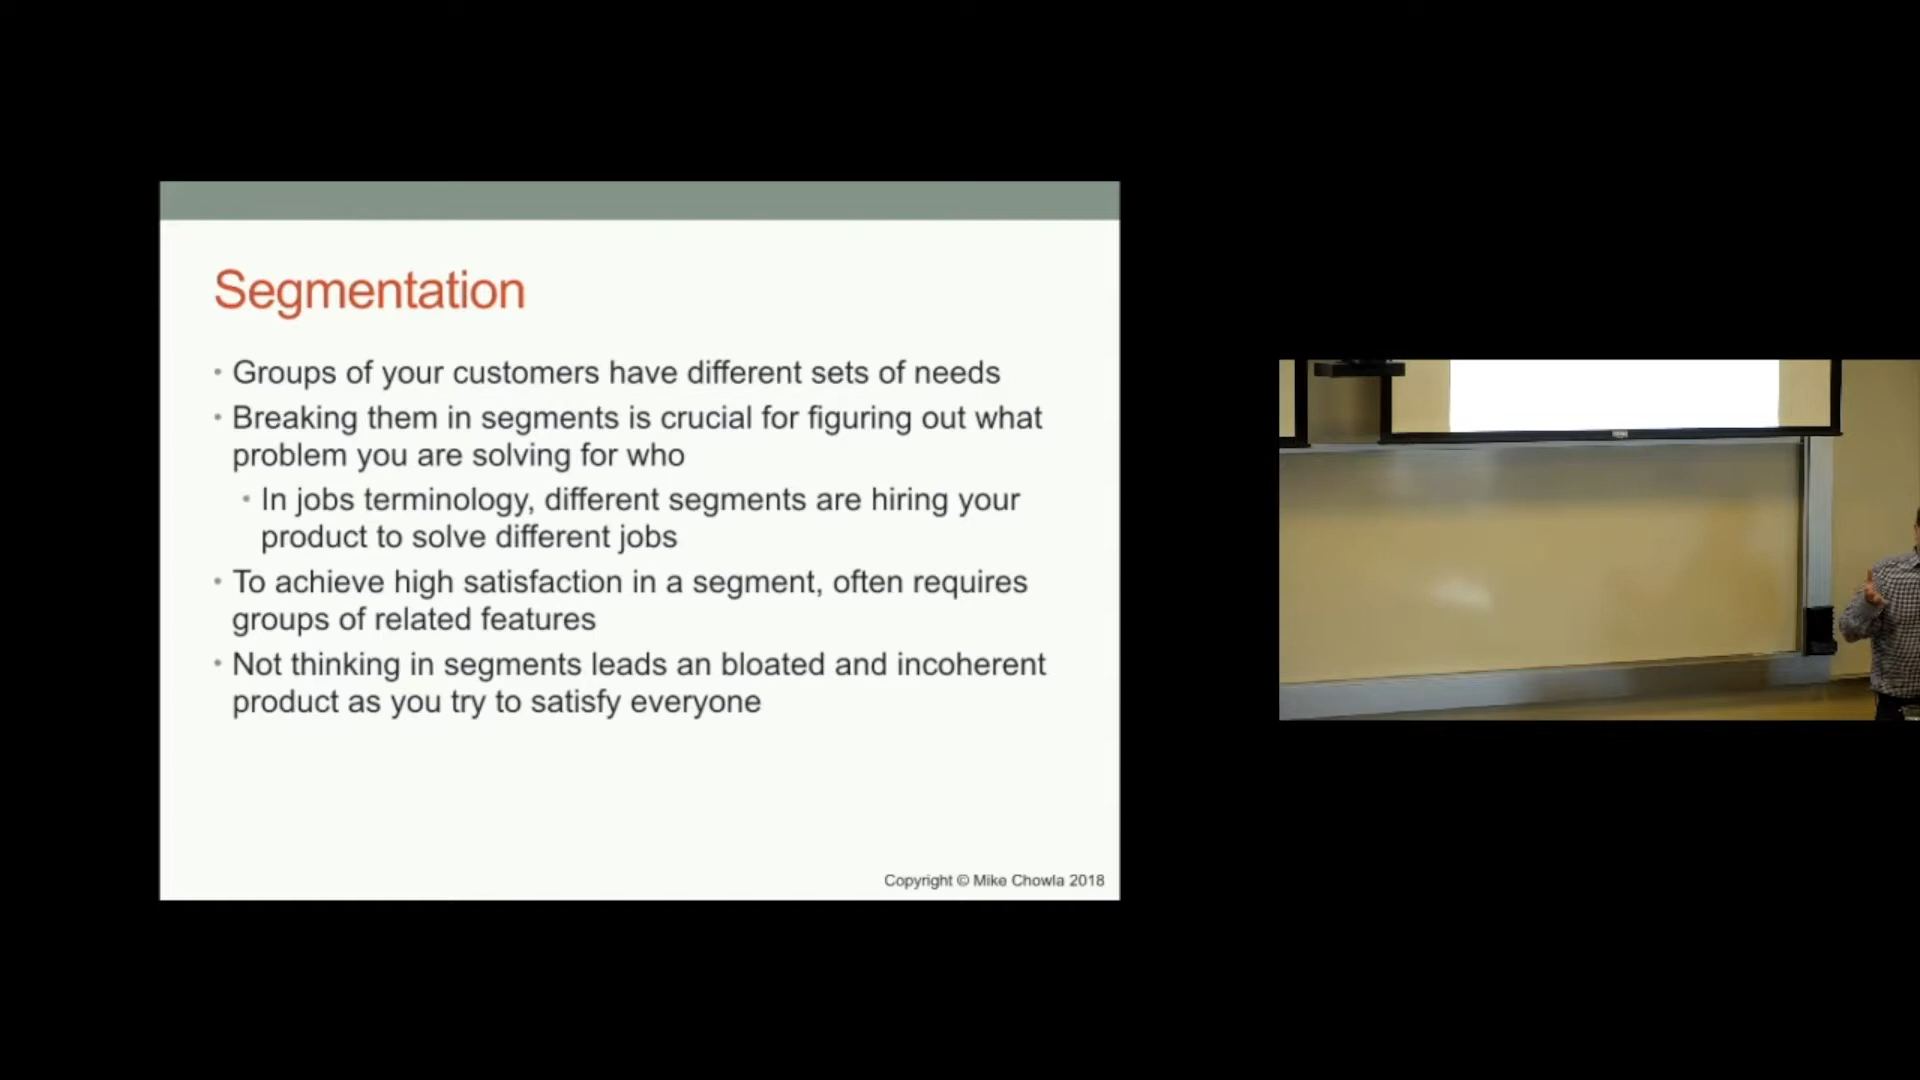 Segmentation
• Groups of your customers have different sets of needs
• Breaking them in segments is crucial for figuring out what
problem you are solving for who
• In jobs terminology, different segments are hiring your
product to solve different jobs
• To achieve high satisfaction in a segment, often requires
groups of related features
• Not thinking in segments leads an bloated and incoherent
product as you try to satisfy everyone
Copyright © Mike Chowla 2018